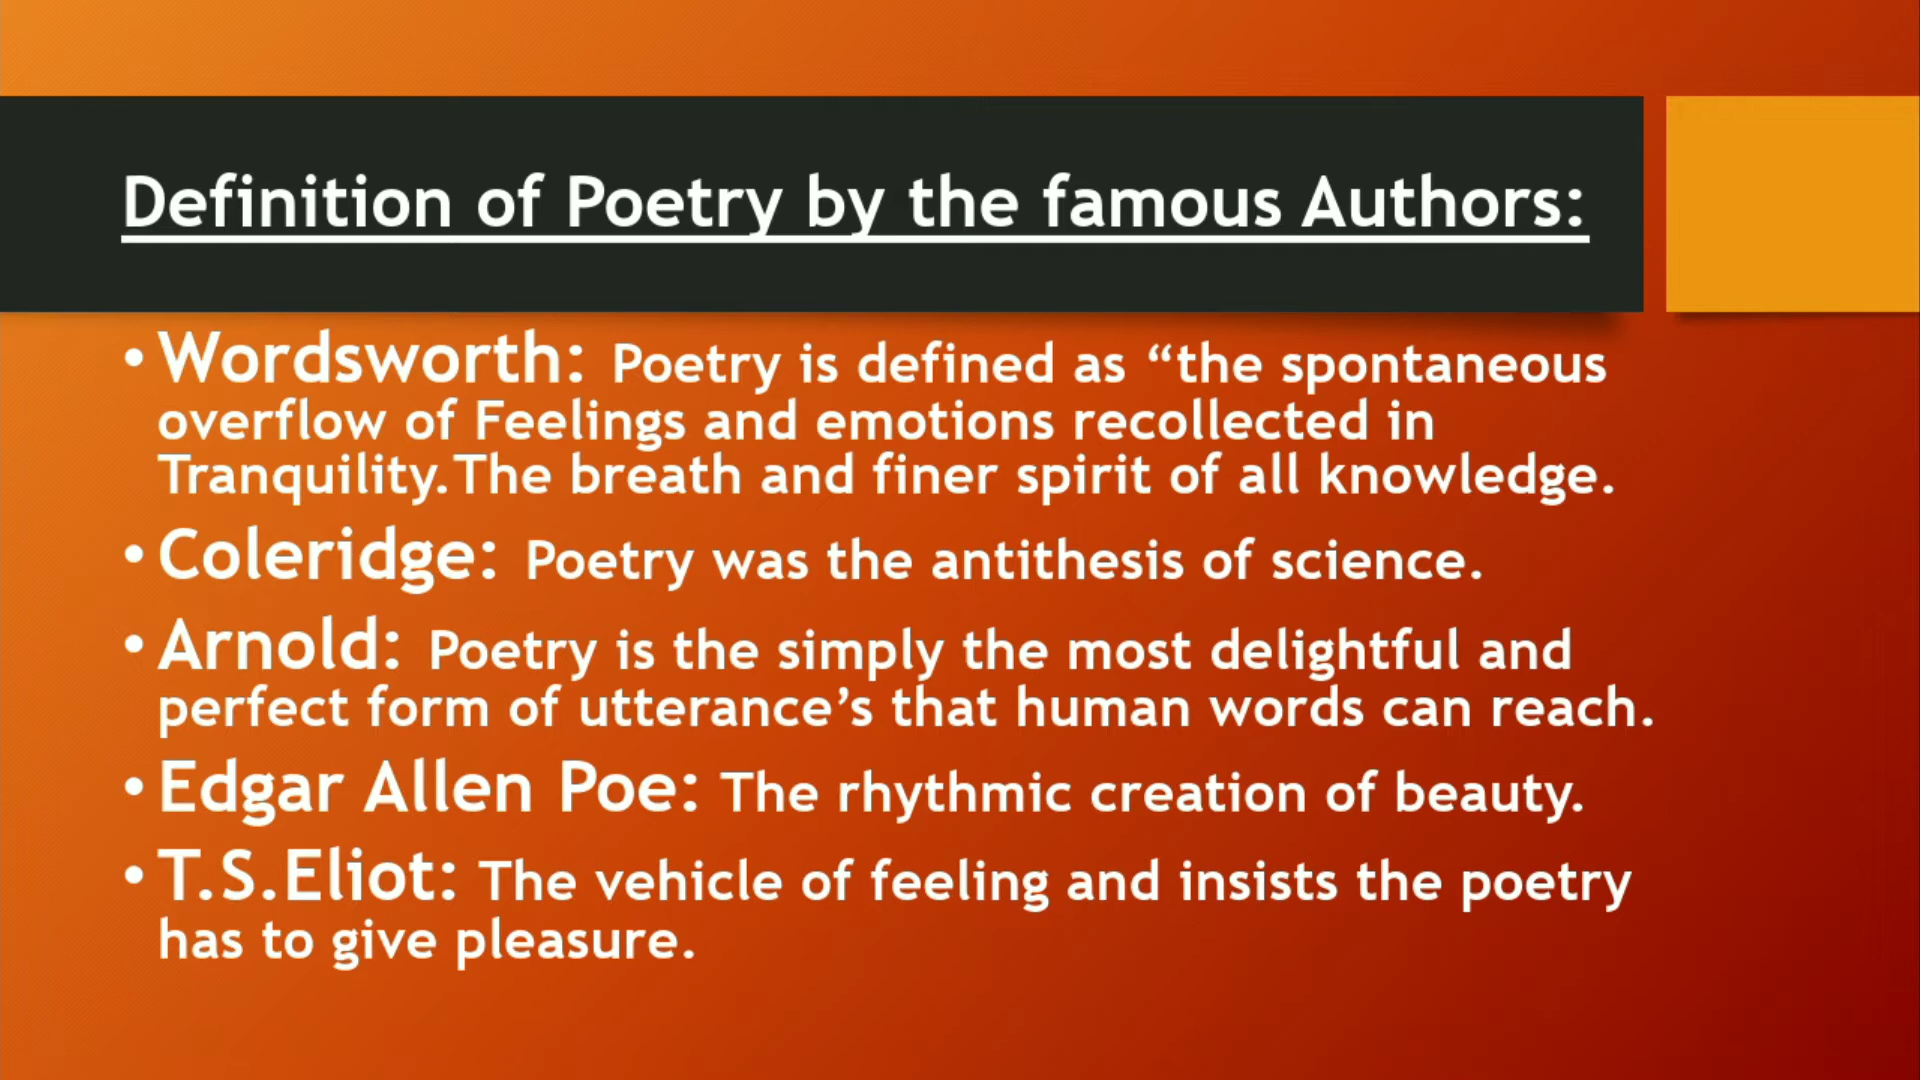 Definition of Poetry by the famous Authors:
• Wordsworth: Poetry is defined as “the spontaneous
overflow of Feelings and emotions recollected in
Tranquility.The breath and finer spirit of all knowledge.
• Coleridge: Poetry was the antithesis of science.
• Arnold: Poetry is the simply the most delightful and
perfect form of utterance’s that human words can reach.
• Edgar Allen Poe: The rhythmic creation of beauty.
• T.S.Eliot: The vehicle of feeling and insists the poetry
has to give pleasure.